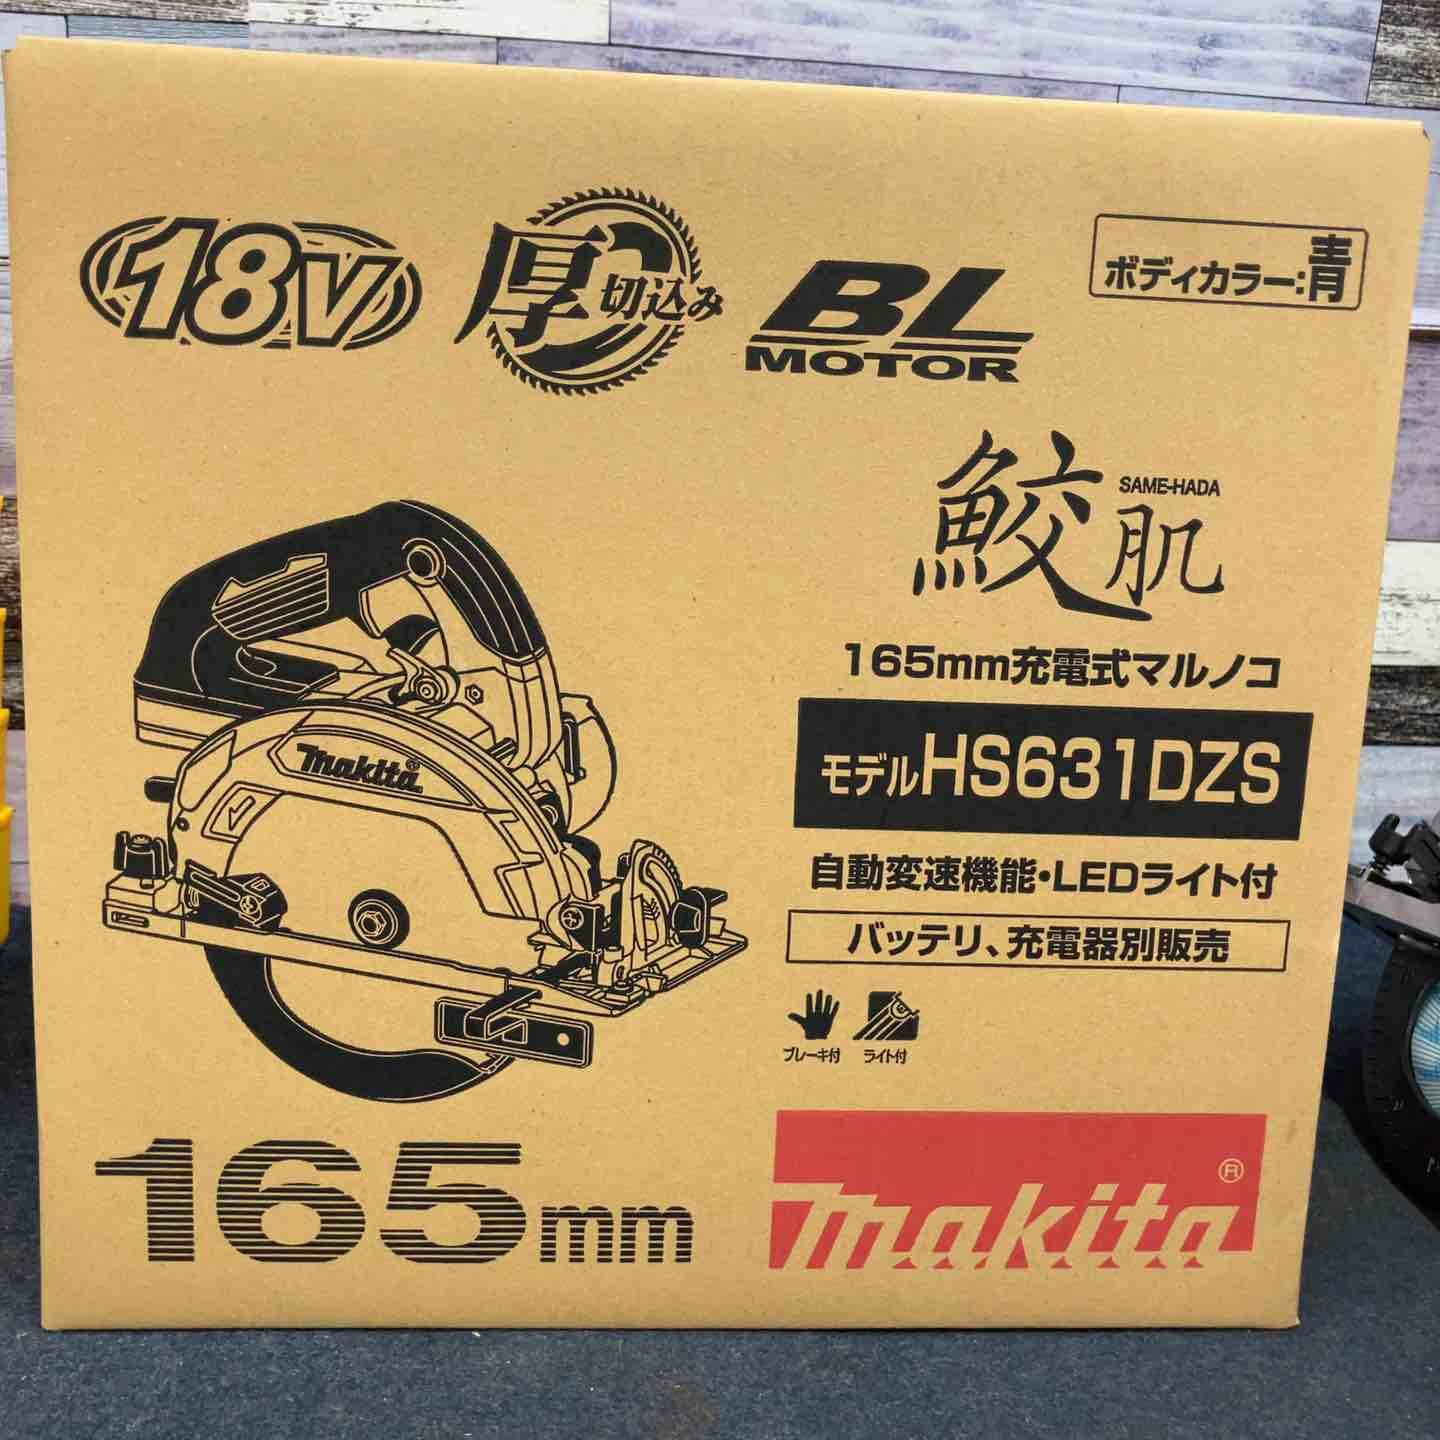 18V
厚切込み
BL
MOTOR
ボディカラー:青
SAME-HADA
鮫肌
165mm充電式マルノコ
モデルHS631DZS
自動変速機能・LEDライト付
バッテリ、充電器別販売
ブレーキ付 ライト付
makita®
165mm
makita®